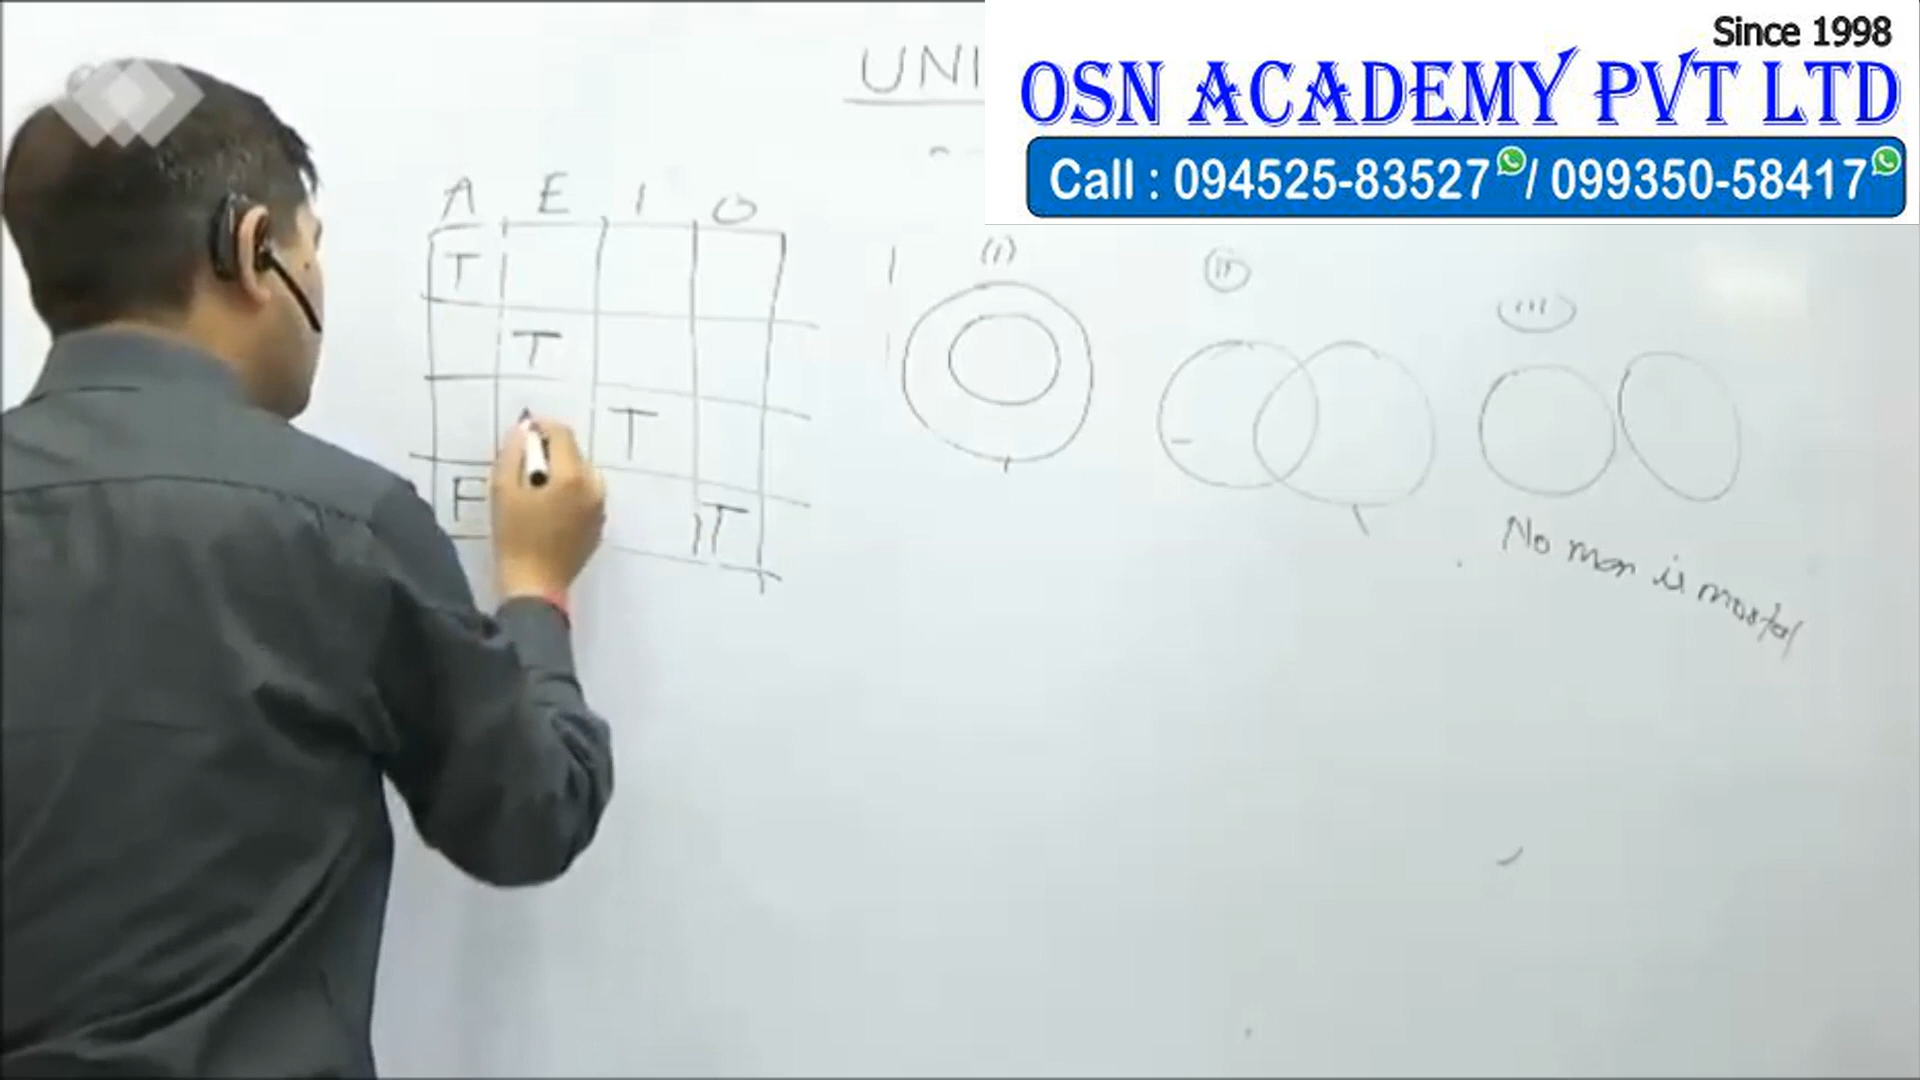 Since 1998
OSN ACADEMY PVT LTD
Call : 094525-83527 / 099350-58417
UNI
A E I O
T
T
T
F T
(i)
(ii)
(iii)
No man is mortal